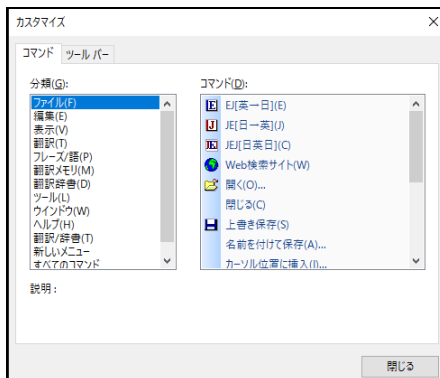 カスタマイズ
コマンド ツール バー
分類(G):
ファイル(F)
編集(E)
表示(V)
翻訳(T)
フレーズ/語(P)
翻訳メモリ(M)
翻訳辞書(D)
ツール(L)
ウインドウ(W)
ヘルプ(H)
翻訳/辞書(T)
新しいメニュー
すべてのコマンド
コマンド(D):
EJ[英ー日](E)
JE[日ー英](J)
JEJ[日英日](C)
Web検索サイト(W)
開く(O)...
閉じる(C)
上書き保存(S)
名前を付けて保存(A)...
カーソル位置に挿入(I)...
説明:
閉じる